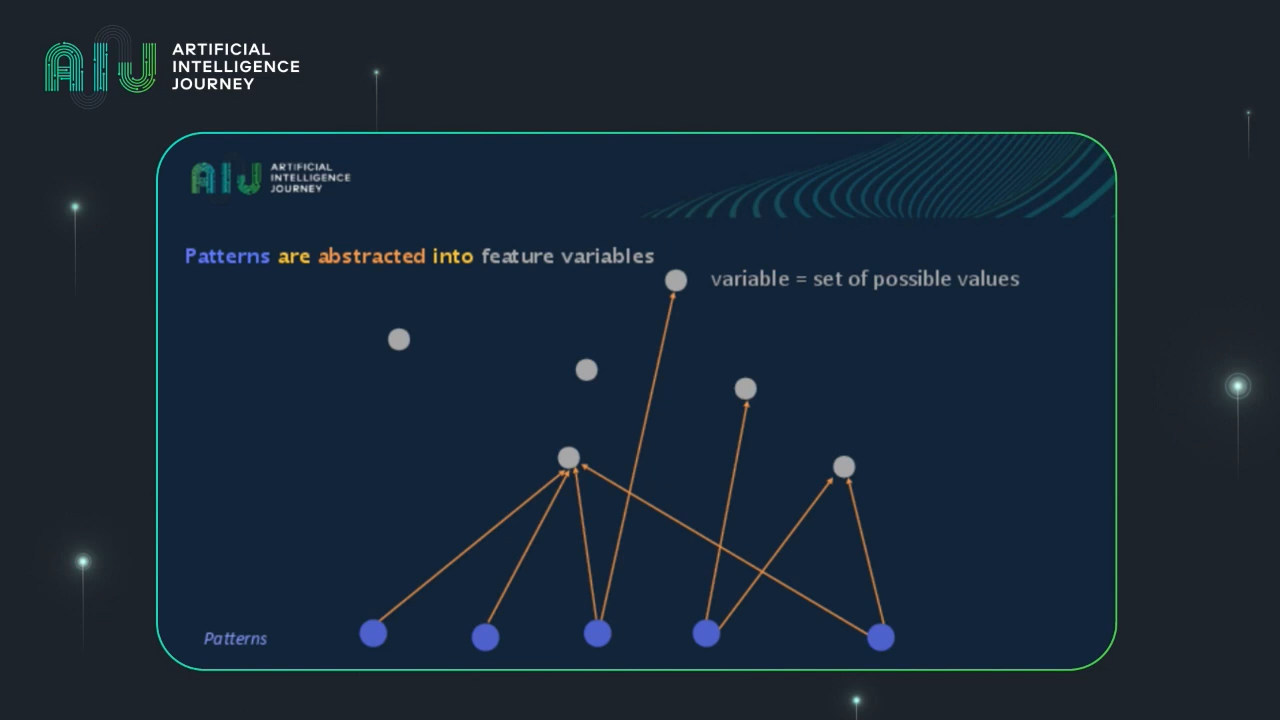 ARTIFICIAL
INTELLIGENCE
JOURNEY
ARTIFICIAL
INTELLIGENCE
JOURNEY
Patterns are abstracted into feature variables
variable = set of possible values
Patterns